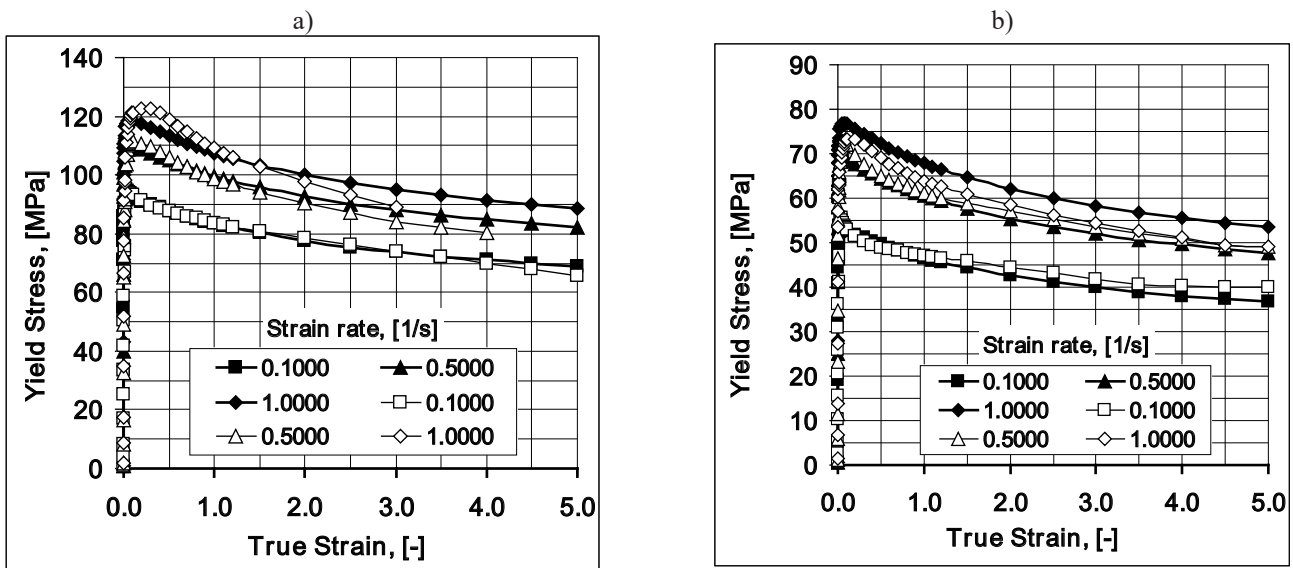 a)
140
120
100
80
60
40
20
0
Yield Stress, [MPa]
Strain rate, [1/s]
0.1000 0.5000
1.0000 0.1000
0.5000 1.0000
0.0 1.0 2.0 3.0 4.0 5.0
True Strain, [-]
b)
90
80
70
60
50
40
30
20
10
0
Yield Stress, [MPa]
Strain rate, [1/s]
0.1000 0.5000
1.0000 0.1000
0.5000 1.0000
0.0 1.0 2.0 3.0 4.0 5.0
True Strain, [-]